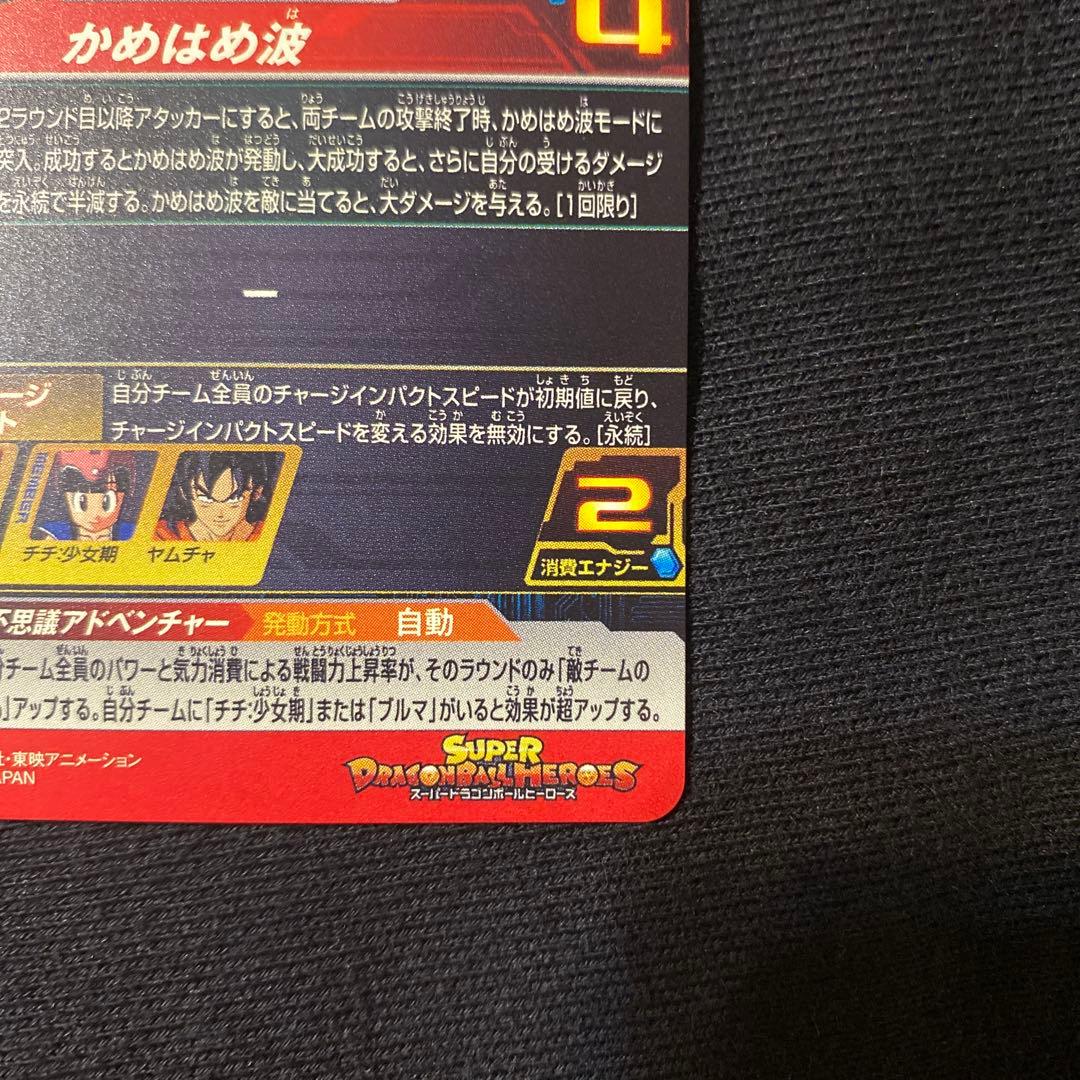 4
かめはめ波
2ラウンド目以降アタッカーにすると、両チームの攻撃終了時、かめはめ波モードに
突入。成功するとかめはめ波が発動し、大成功すると、さらに自分の受けるダメージ
を永続で半減する。かめはめ波を敵に当てると、大ダメージを与える。[1回限り]
ー
ージ
ト
自分チーム全員のチャージインパクトスピードが初期値に戻り、
チャージインパクトスピードを変える効果を無効にする。[永続]
MEMBER
チチ:少女期
ヤムチャ
2
消費エナジー
不思議アドベンチャー 発動方式 自動
チーム全員のパワーと気力消費による戦闘力上昇率が、そのラウンドのみ「敵チームの
」アップする。自分チームに「チチ:少女期」または「ブルマ」がいると効果が超アップする。
社・東映アニメーション
APAN
SUPER
DRAGONBALL HEROES
スーパードラゴンボールヒーローズ